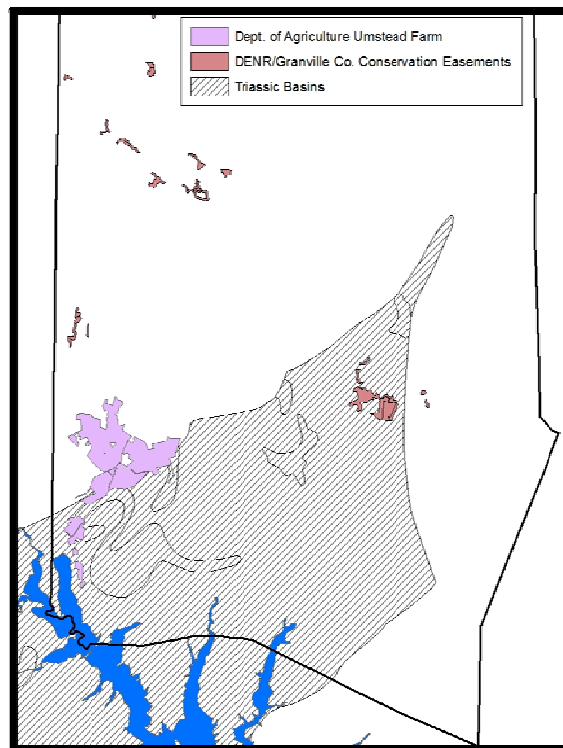 Dept. of Agriculture Umstead Farm
DENR/Granville Co. Conservation Easements
Triassic Basins